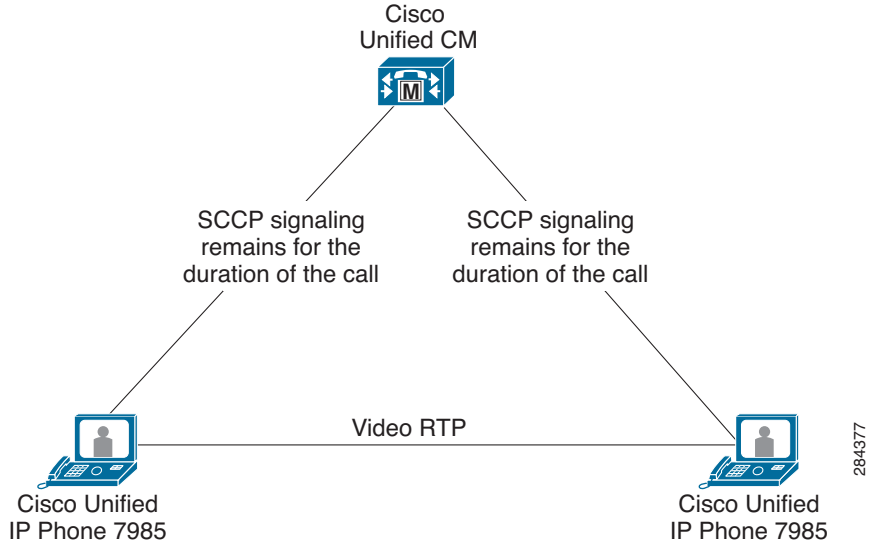 Cisco
Unified CM
M
SCCP signaling
remains for the
duration of the call
SCCP signaling
remains for the
duration of the call
Video RTP
Cisco Unified
IP Phone 7985
Cisco Unified
IP Phone 7985
284377